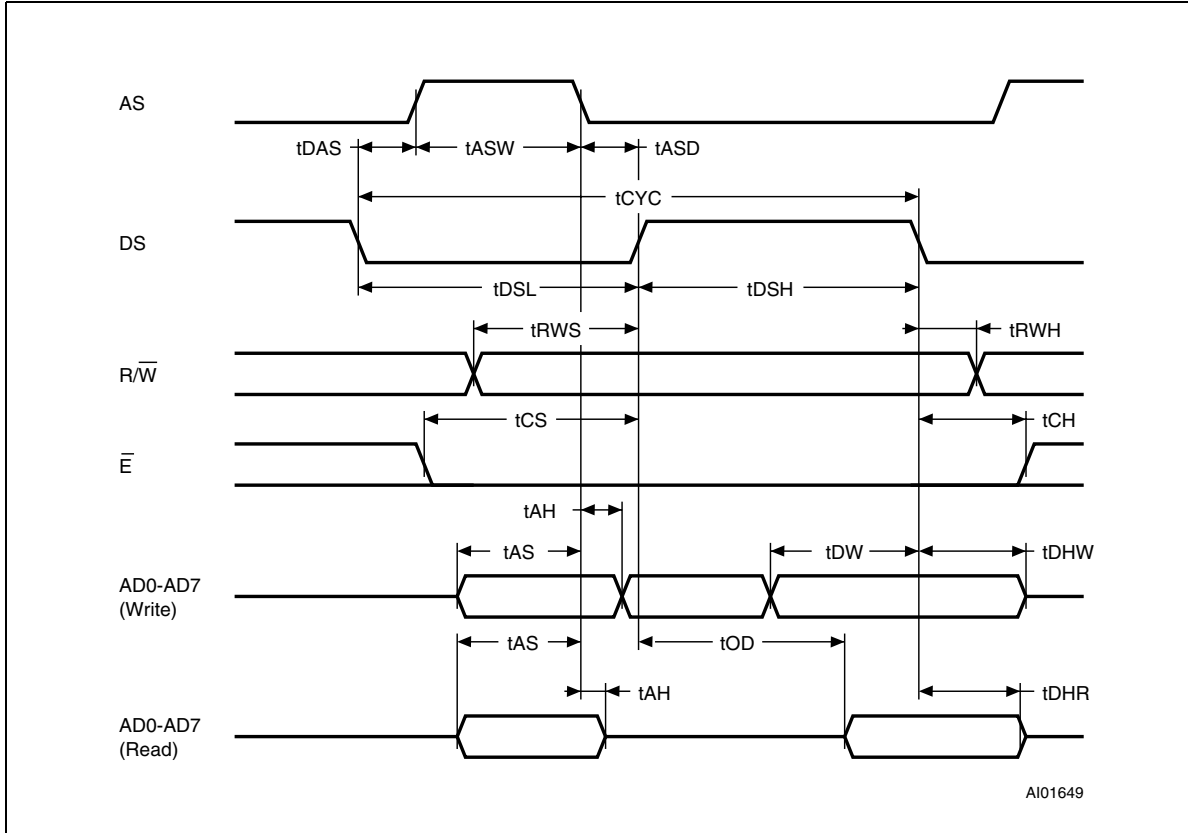 AS
tDAS tASW tASD
tCYC
DS
tDSL tDSH
tRWS tRWH
R/W̅
tCS tCH
E̅
tAH
tAS tDW tDHW
AD0-AD7
(Write)
tAS tOD
tAH tDHR
AD0-AD7
(Read)
AI01649